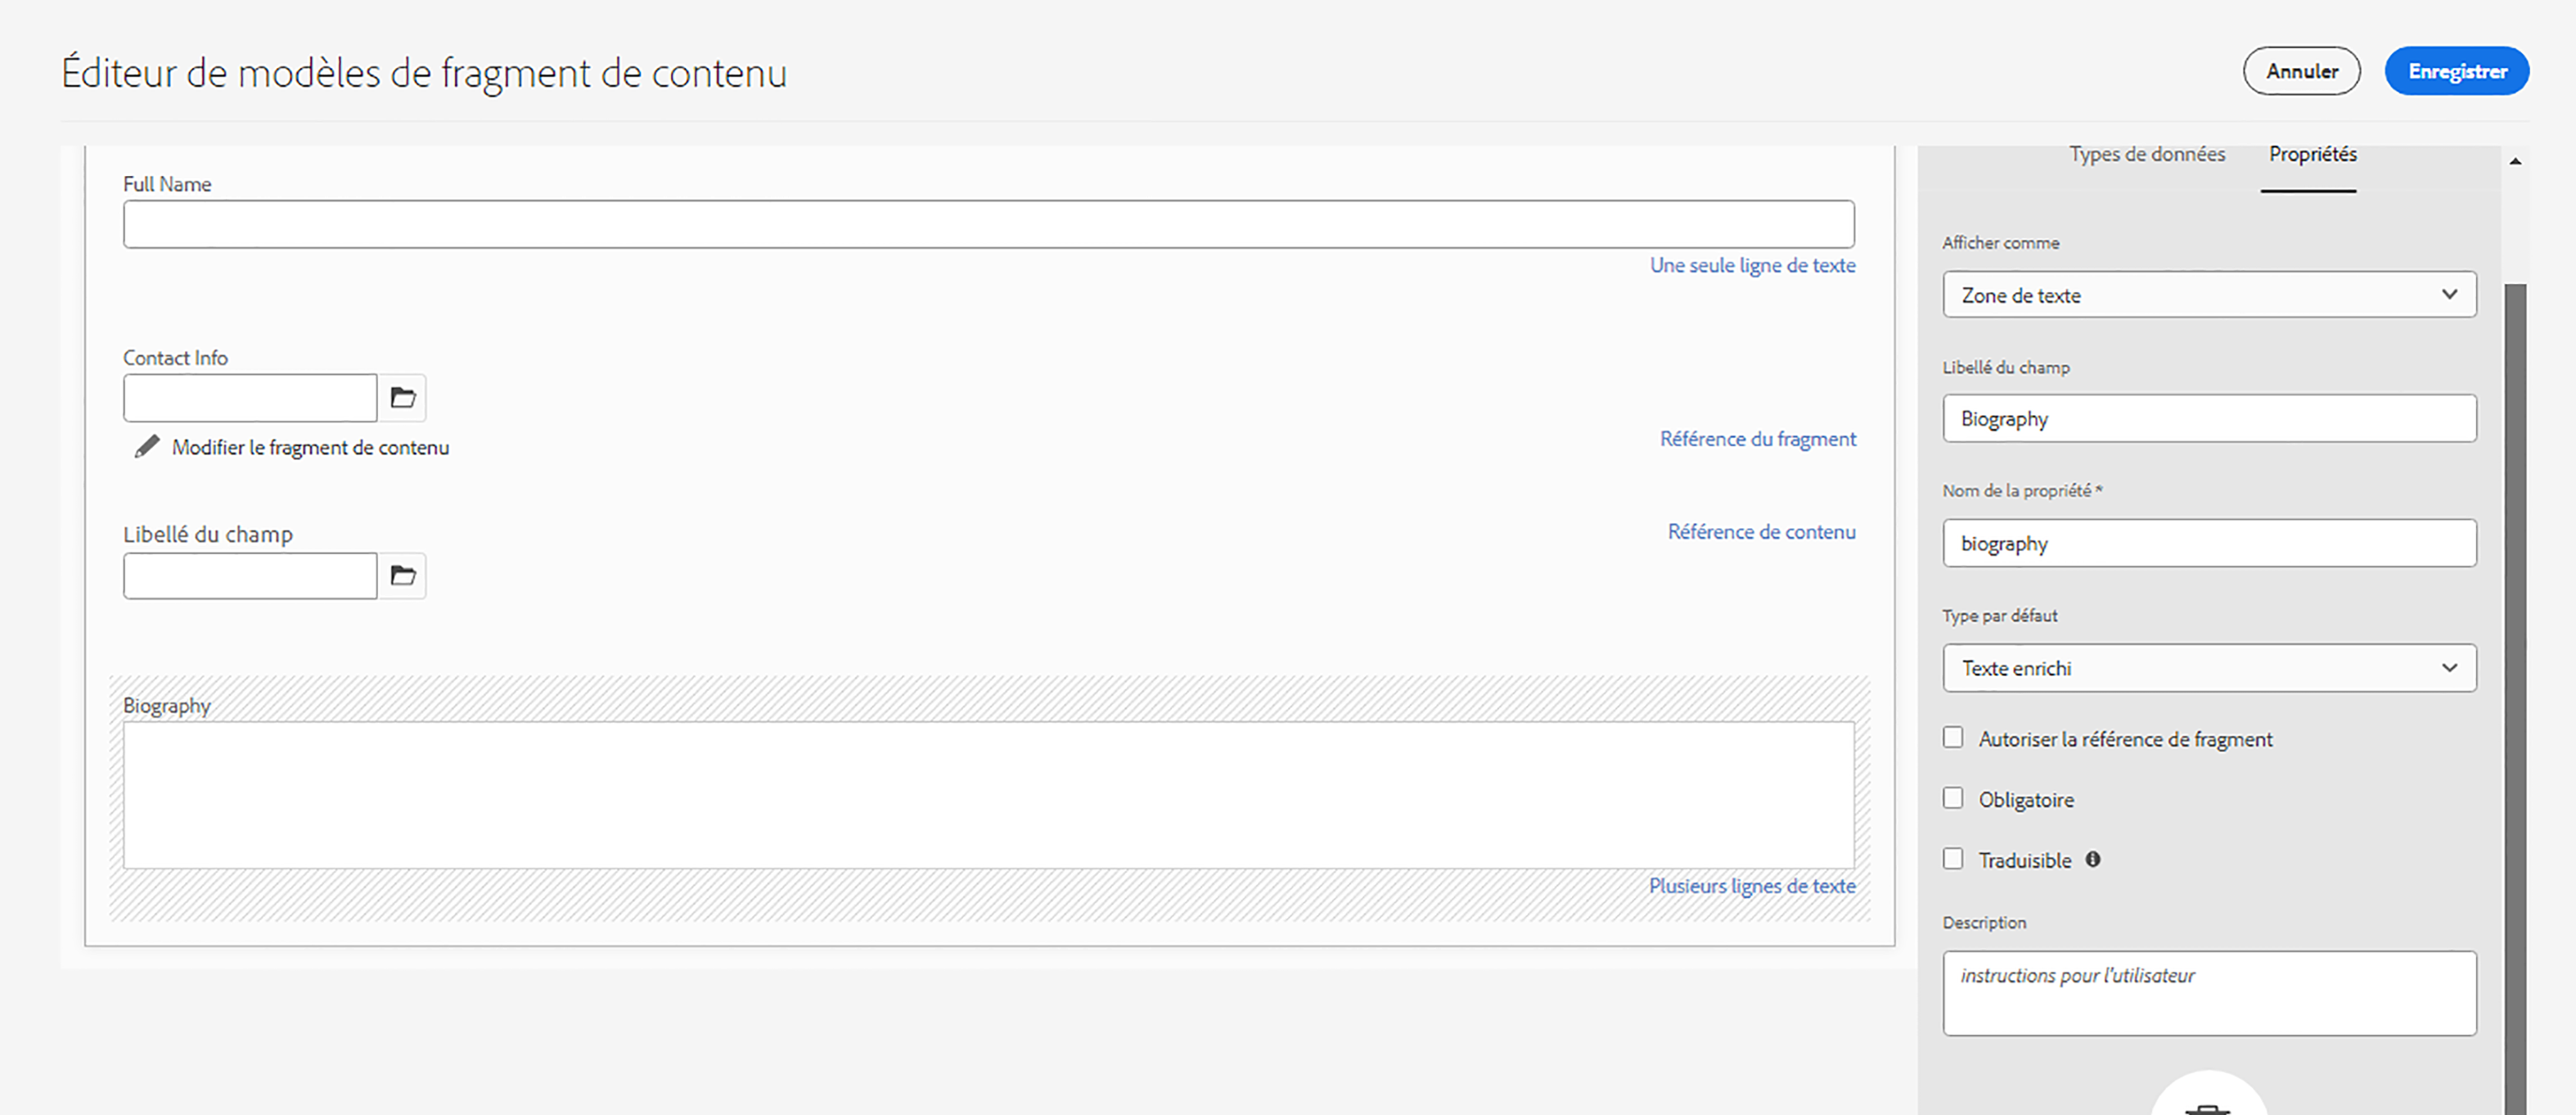 Éditeur de modèles de fragment de contenu
Annuler
Enregistrer
Full Name
Une seule ligne de texte
Contact Info
Modifier le fragment de contenu
Référence du fragment
Libellé du champ
Référence de contenu
Biography
Plusieurs lignes de texte
Types de données
Propriétés
Afficher comme
Zone de texte
Libellé du champ
Biography
Nom de la propriété *
biography
Type par défaut
Texte enrichi
Autoriser la référence de fragment
Obligatoire
Traduisible
Description
instructions pour l'utilisateur